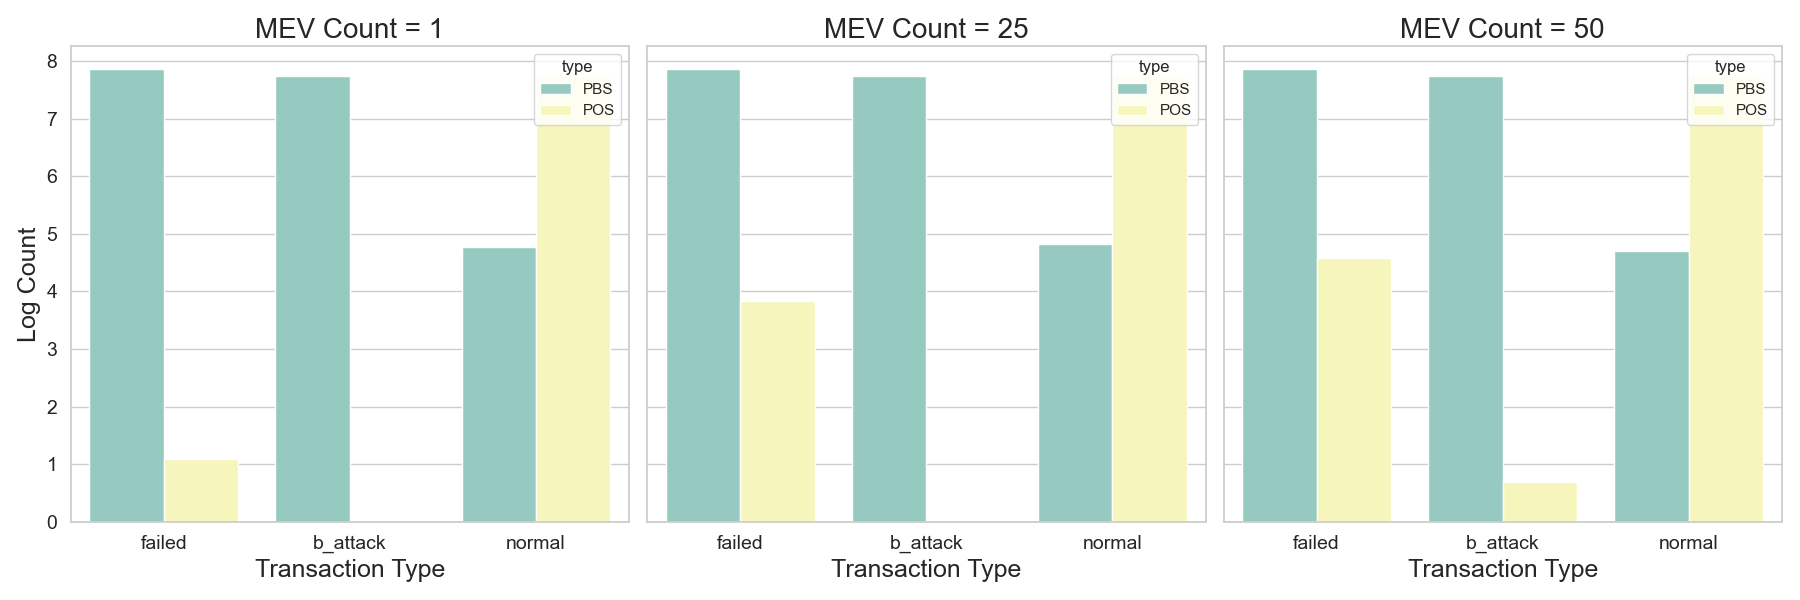 MEV Count = 1
MEV Count = 25
MEV Count = 50
Log Count
8
7
6
5
4
3
2
1
0
type
PBS
POS
type
PBS
POS
type
PBS
POS
failed b_attack normal
failed b_attack normal
failed b_attack normal
Transaction Type
Transaction Type
Transaction Type